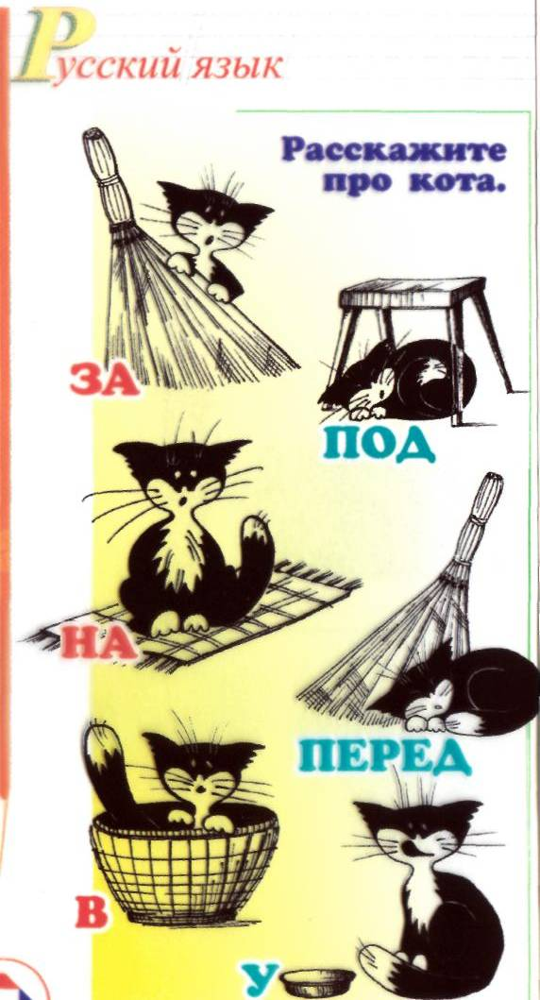 Русский язык
Расскажите
про кота.
ЗА
ПОД
НА
ПЕРЕД
В
У